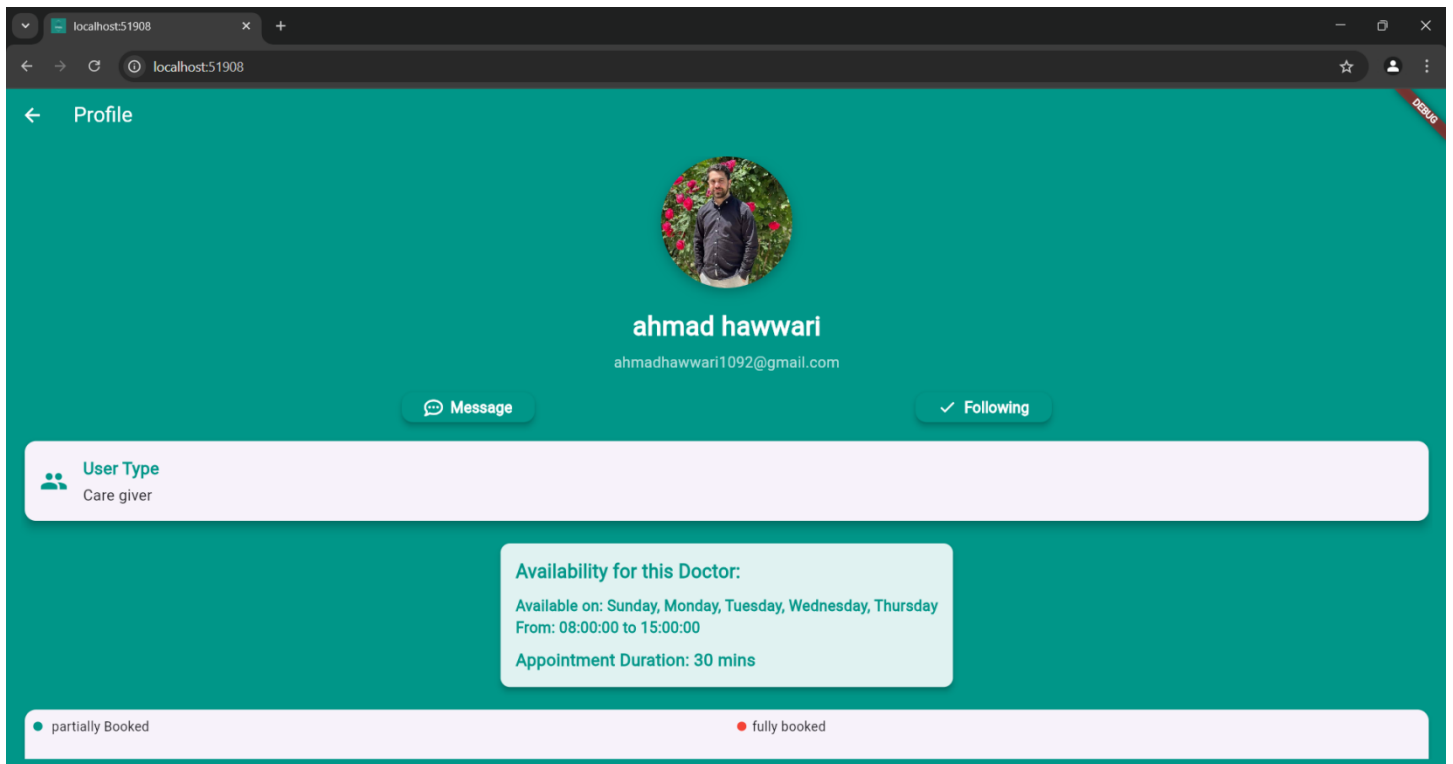 localhost:51908
localhost:51908
Profile
DEBUG
ahmad hawwari
ahmadhawwari1092@gmail.com
Message
Following
User Type
Care giver
Availability for this Doctor:
Available on: Sunday, Monday, Tuesday, Wednesday, Thursday
From: 08:00:00 to 15:00:00
Appointment Duration: 30 mins
partially Booked
fully booked